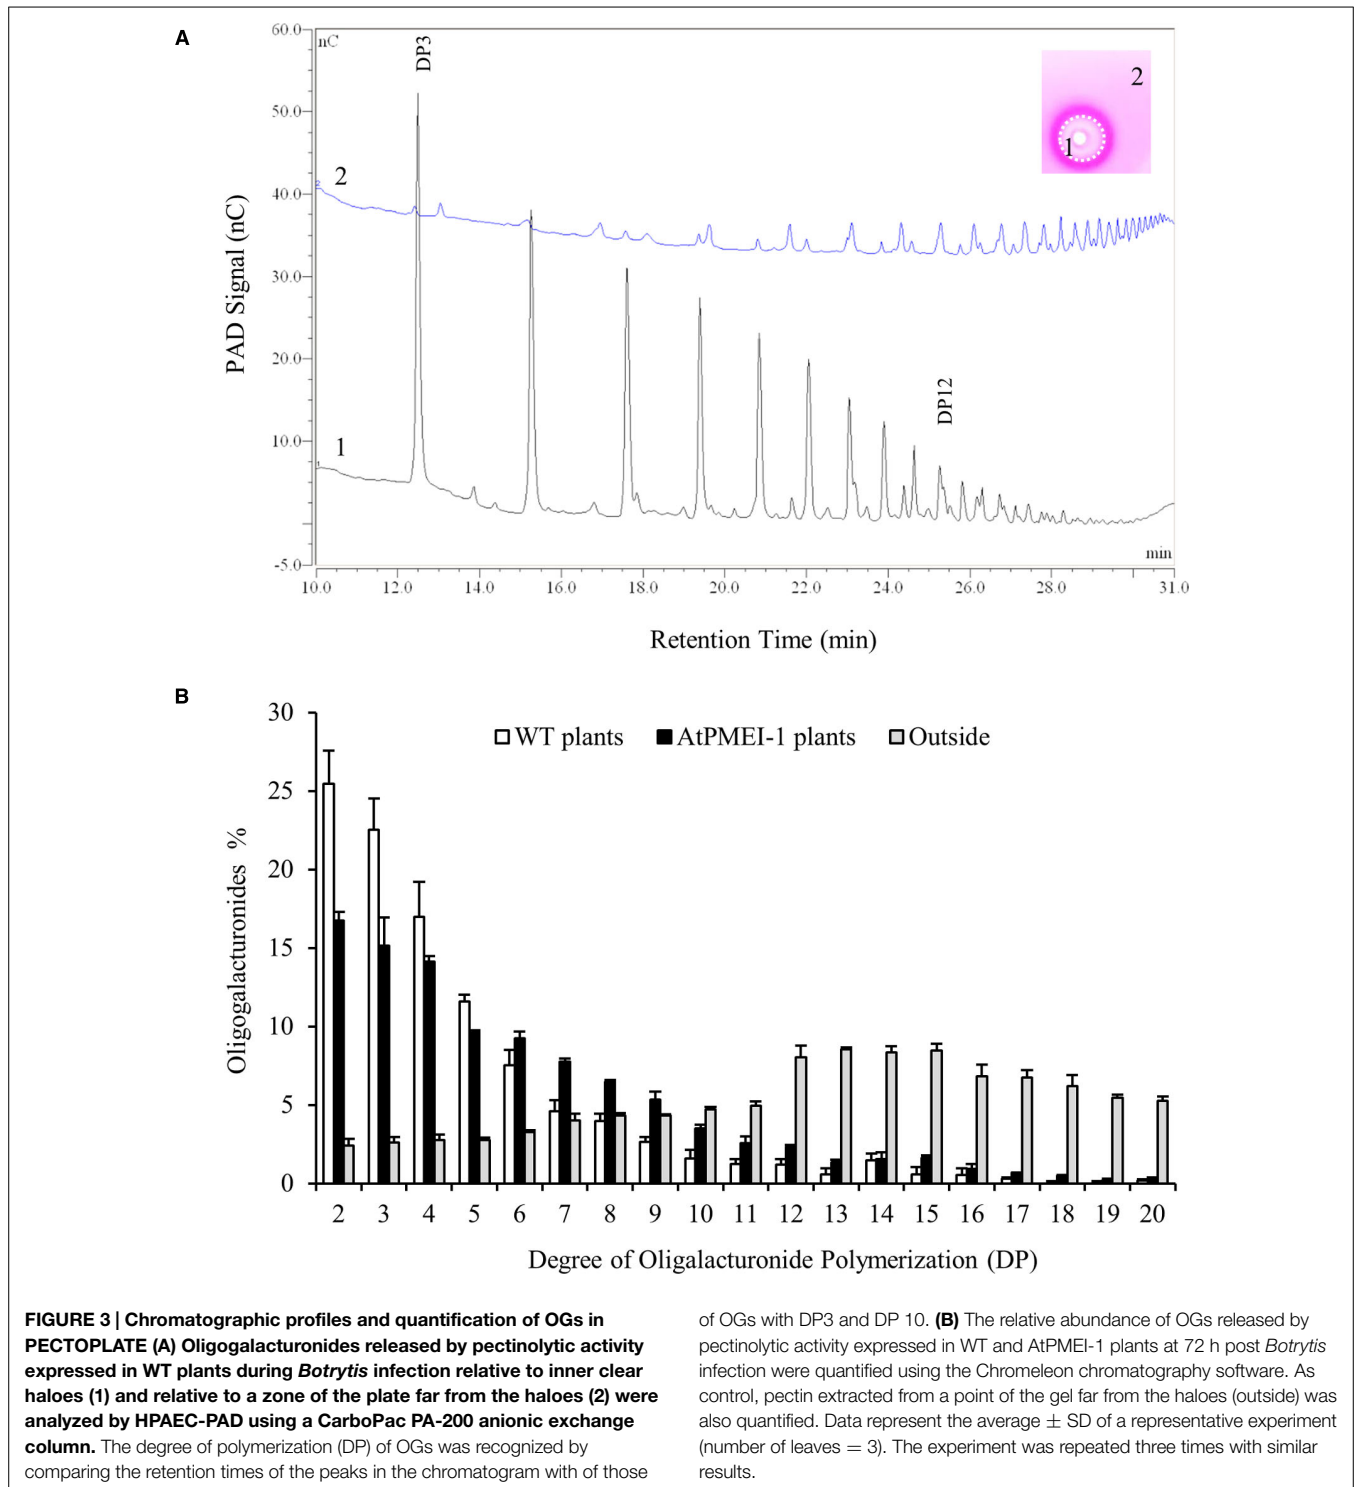 A
60.0
nC
DP3
50.0
40.0
30.0
20.0
10.0
-5.0
2
2
1
1
2
1
DP12
PAD Signal (nC)
min
10.0 12.0 14.0 16.0 18.0 20.0 22.0 24.0 26.0 28.0 31.0
Retention Time (min)
B
30
25
20
15
10
5
0
WT plants AtPMEI-1 plants Outside
Oligogalacturonides %
2 3 4 5 6 7 8 9 10 11 12 13 14 15 16 17 18 19 20
Degree of Oligalacturonide Polymerization (DP)
FIGURE 3 | Chromatographic profiles and quantification of OGs in
PECTOPLATE (A) Oligogalacturonides released by pectinolytic activity
expressed in WT plants during Botrytis infection relative to inner clear
haloes (1) and relative to a zone of the plate far from the haloes (2) were
analyzed by HPAEC-PAD using a CarboPac PA-200 anionic exchange
column. The degree of polymerization (DP) of OGs was recognized by
comparing the retention times of the peaks in the chromatogram with of those
of OGs with DP3 and DP 10. (B) The relative abundance of OGs released by
pectinolytic activity expressed in WT and AtPMEI-1 plants at 72 h post Botrytis
infection were quantified using the Chromeleon chromatography software. As
control, pectin extracted from a point of the gel far from the haloes (outside) was
also quantified. Data represent the average ± SD of a representative experiment
(number of leaves = 3). The experiment was repeated three times with similar
results.